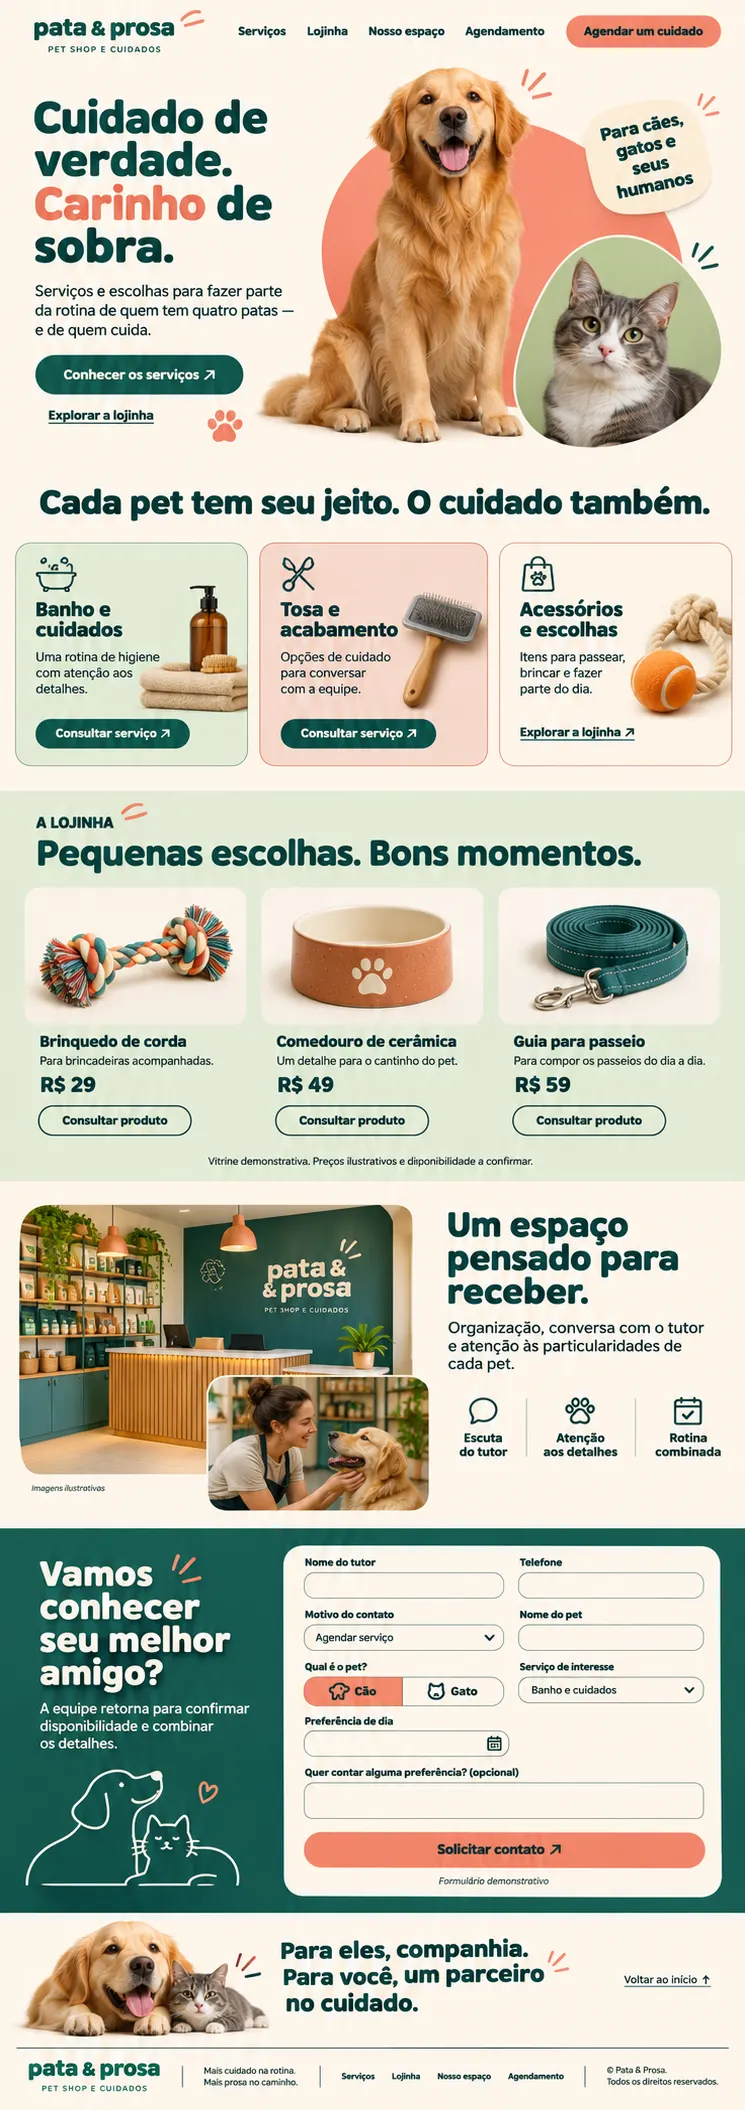 pata & prosa
PET SHOP E CUIDADOS
Serviços
Lojinha
Nosso espaço
Agendamento
Agendar um cuidado
Cuidado de
verdade.
Carinho de
sobra.
Para cães,
gatos e
seus
humanos
Serviços e escolhas para fazer parte
da rotina de quem tem quatro patas —
e de quem cuida.
Conhecer os serviços ↗
Explorar a lojinha
Cada pet tem seu jeito. O cuidado também.
Banho e
cuidados
Uma rotina de higiene
com atenção aos
detalhes.
Consultar serviço ↗
Tosa e
acabamento
Opções de cuidado
para conversar
com a equipe.
Consultar serviço ↗
Acessórios
e escolhas
Itens para passear,
brincar e fazer
parte do dia.
Explorar a lojinha ↗
A LOJINHA
Pequenas escolhas. Bons momentos.
Brinquedo de corda
Para brincadeiras acompanhadas.
R$ 29
Consultar produto
Comedouro de cerâmica
Um detalhe para o cantinho do pet.
R$ 49
Consultar produto
Guia para passeio
Para compor os passeios do dia a dia.
R$ 59
Consultar produto
Vitrine demonstrativa. Preços ilustrativos e disponibilidade a confirmar.
pata &
& prosa
PET SHOP E CUIDADOS
Imagens ilustrativas
Um espaço
pensado para
receber.
Organização, conversa com o tutor
e atenção às particularidades de
cada pet.
Escuta
do tutor
Atenção
aos detalhes
Rotina
combinada
Vamos
conhecer
seu melhor
amigo?
A equipe retorna para confirmar
disponibilidade e combinar
os detalhes.
Nome do tutor
Telefone
Motivo do contato
Agendar serviço
Nome do pet
Qual é o pet?
Cão
Gato
Serviço de interesse
Banho e cuidados
Preferência de dia
Quer contar alguma preferência? (opcional)
Solicitar contato ↗
Formulário demonstrativo
Para eles, companhia.
Para você, um parceiro
no cuidado.
Voltar ao início ↑
pata & prosa
PET SHOP E CUIDADOS
Mais cuidado na rotina.
Mais prosa no caminho.
Serviços
Lojinha
Nosso espaço
Agendamento
© Pata & Prosa.
Todos os direitos reservados.